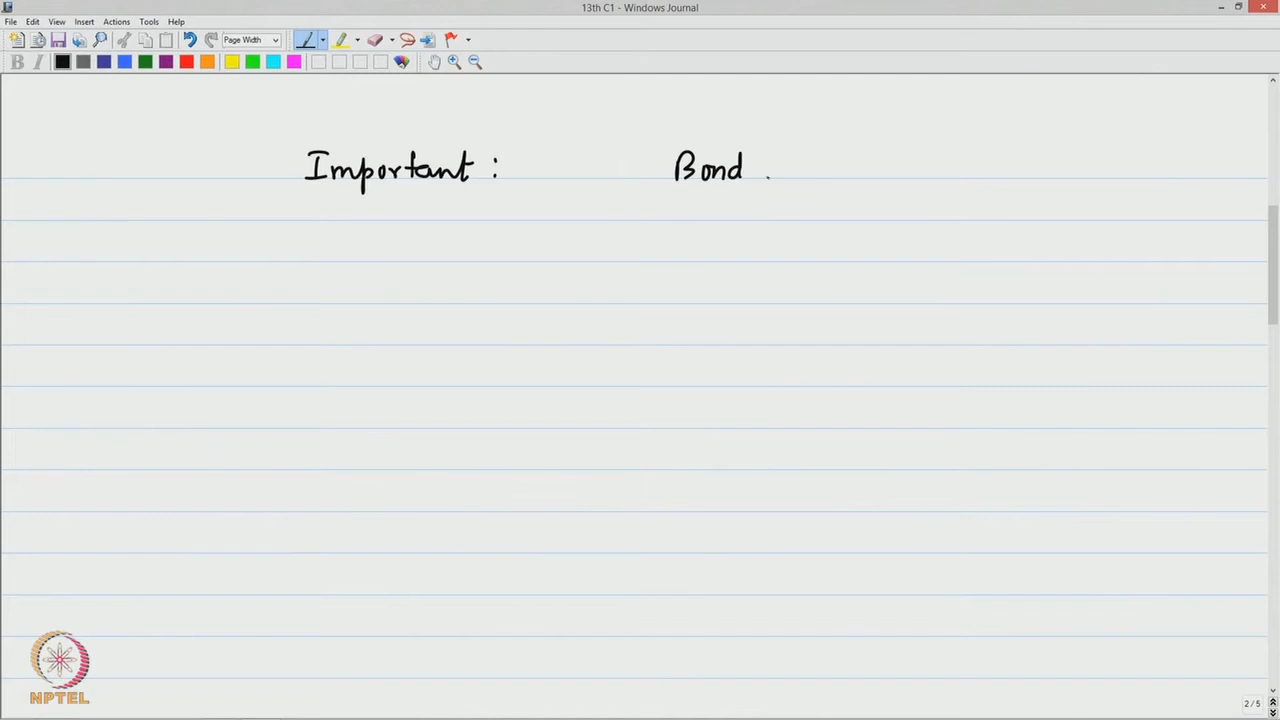 13th C1 - Windows Journal
File Edit View Insert Actions Tools Help
Page Width
B I
Important : Bond
NPTEL
2 / 5